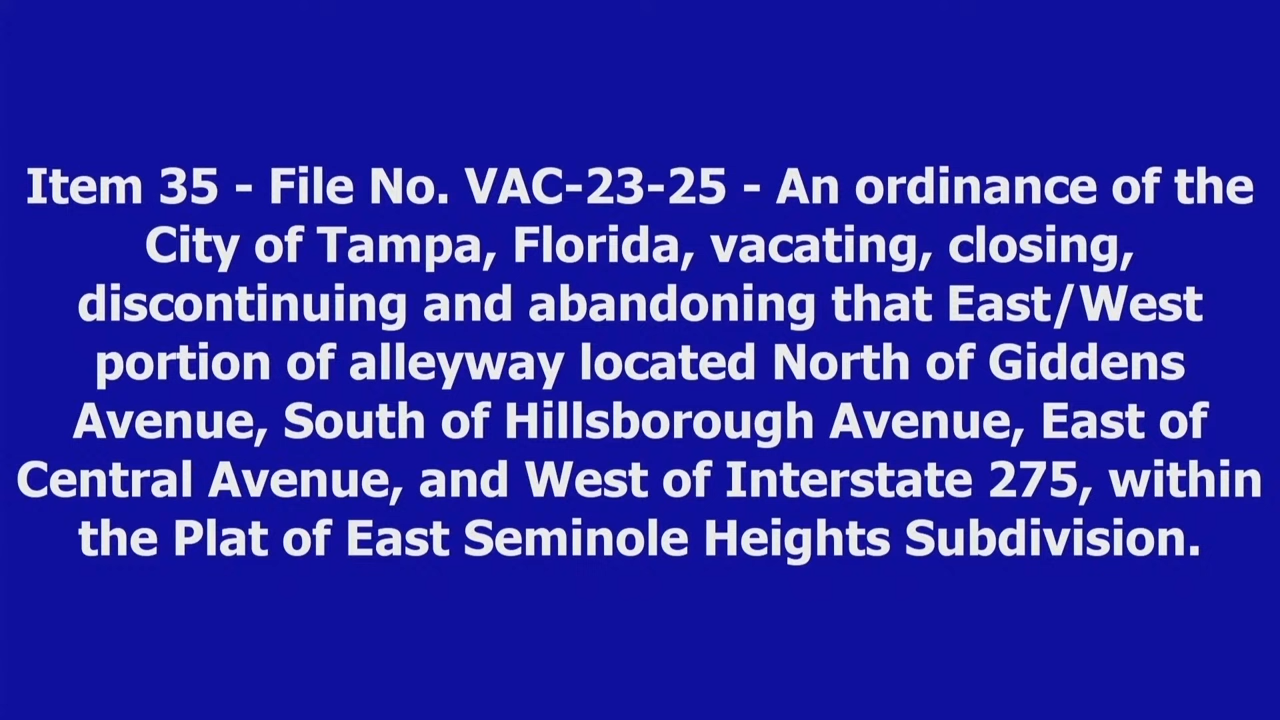 Item 35 - File No. VAC-23-25 - An ordinance of the
City of Tampa, Florida, vacating, closing,
discontinuing and abandoning that East/West
portion of alleyway located North of Giddens
Avenue, South of Hillsborough Avenue, East of
Central Avenue, and West of Interstate 275, within
the Plat of East Seminole Heights Subdivision.